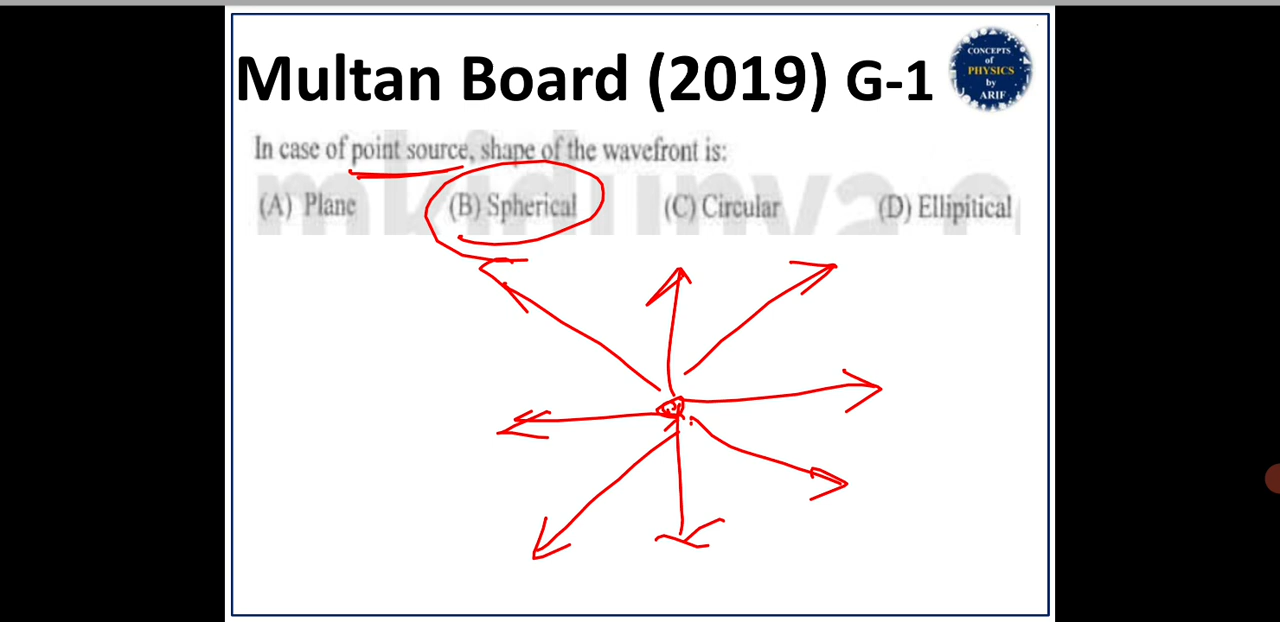 Multan Board (2019) G-1
CONCEPTS
of
PHYSICS
by
ARIF
In case of point source, shape of the wavefront is:
(A) Plane (B) Spherical (C) Circular (D) Ellipitical